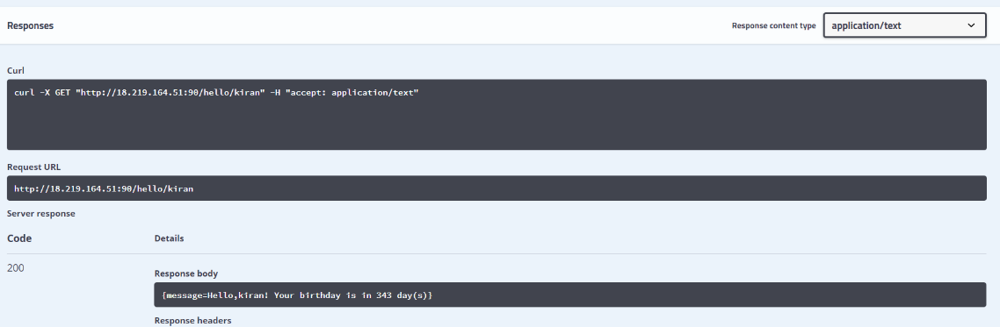 Responses
Response content type
application/text
Curl
curl -X GET "http://18.219.164.51:90/hello/kiran" -H "accept: application/text"
Request URL
http://18.219.164.51:90/hello/kiran
Server response
Code
Details
200
Response body
{message=Hello,kiran! Your birthday is in 343 day(s)}
Response headers